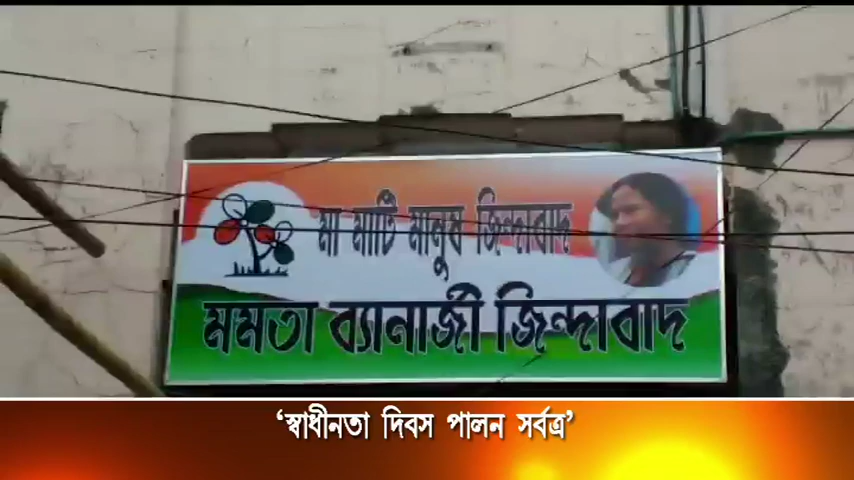 মা মাটি মানুষ জিন্দাবাদ
মমতা ব্যানার্জী জিন্দাবাদ
‘স্বাধীনতা দিবস পালন সর্বত্র’